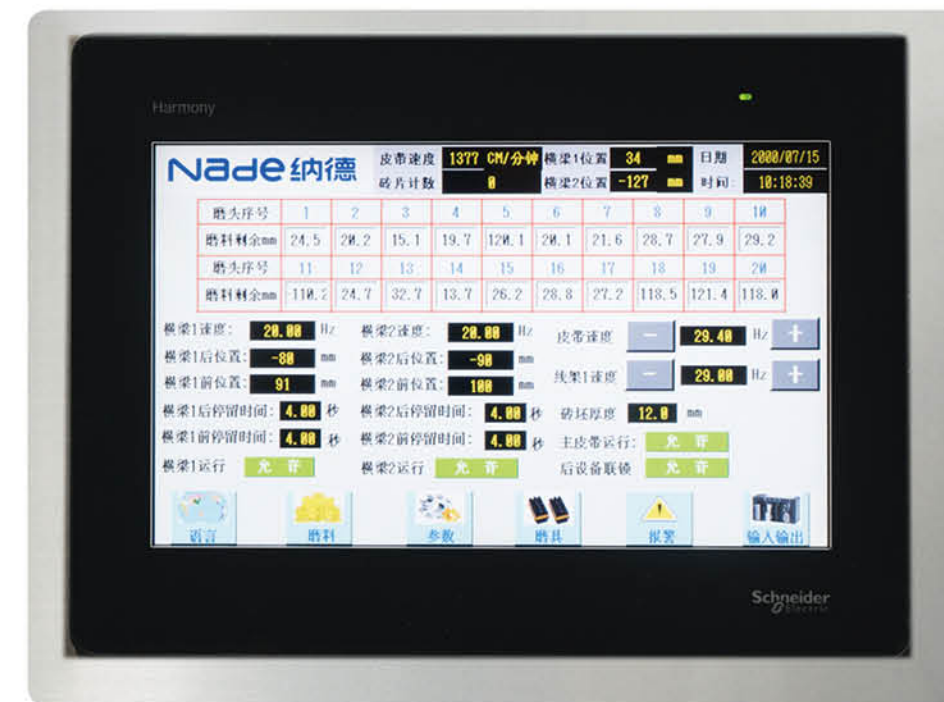 Harmony
Nade 纳德 皮带速度 1377 CM/分钟 横梁1位置 34 mm 日期 2000/07/15
砖片计数 0 横梁2位置 -127 mm 时间: 10:18:39
磨头序号 1 2 3 4 5 6 7 8 9 10
磨料剩余mm 24.5 20.2 15.1 19.7 120.1 20.1 21.6 28.7 27.9 29.2
磨头序号 11 12 13 14 15 16 17 18 19 20
磨料剩余mm -110.2 24.7 32.7 13.7 26.2 28.8 27.2 118.5 121.4 118.0
横梁1速度: 20.00 Hz 横梁2速度: 20.00 Hz 皮带速度 - 29.40 Hz +
横梁1后位置: -80 mm 横梁2后位置: -90 mm
横梁1前位置: 91 mm 横梁2前位置: 100 mm 线架1速度 - 29.00 Hz +
横梁1后停留时间: 4.00 秒 横梁2后停留时间: 4.00 秒 砖坯厚度 12.0 mm
横梁1前停留时间: 4.00 秒 横梁2前停留时间: 4.00 秒 主皮带运行: 允许
横梁1运行 允许 横梁2运行 允许 后设备联锁 允许
语言 磨料 参数 磨具 报警 输入输出
Schneider
Electric